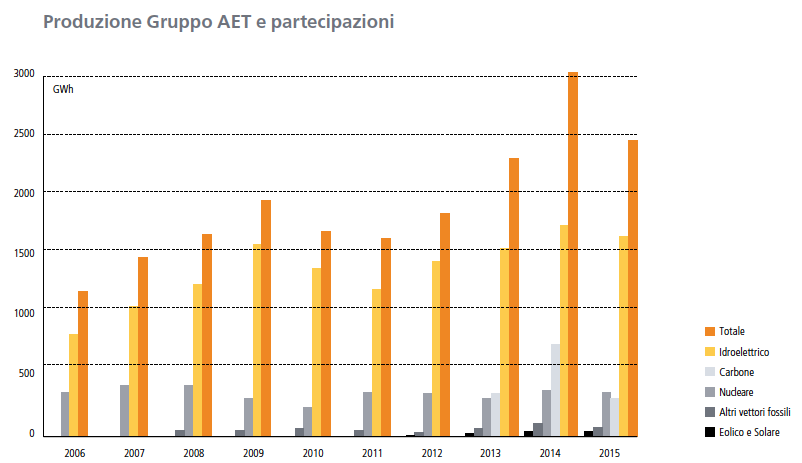 Produzione Gruppo AET e partecipazioni
3000
GWh
2500
2000
1500
1000
500
0
2006 2007 2008 2009 2010 2011 2012 2013 2014 2015
Totale
Idroelettrico
Carbone
Nucleare
Altri vettori fossili
Eolico e Solare